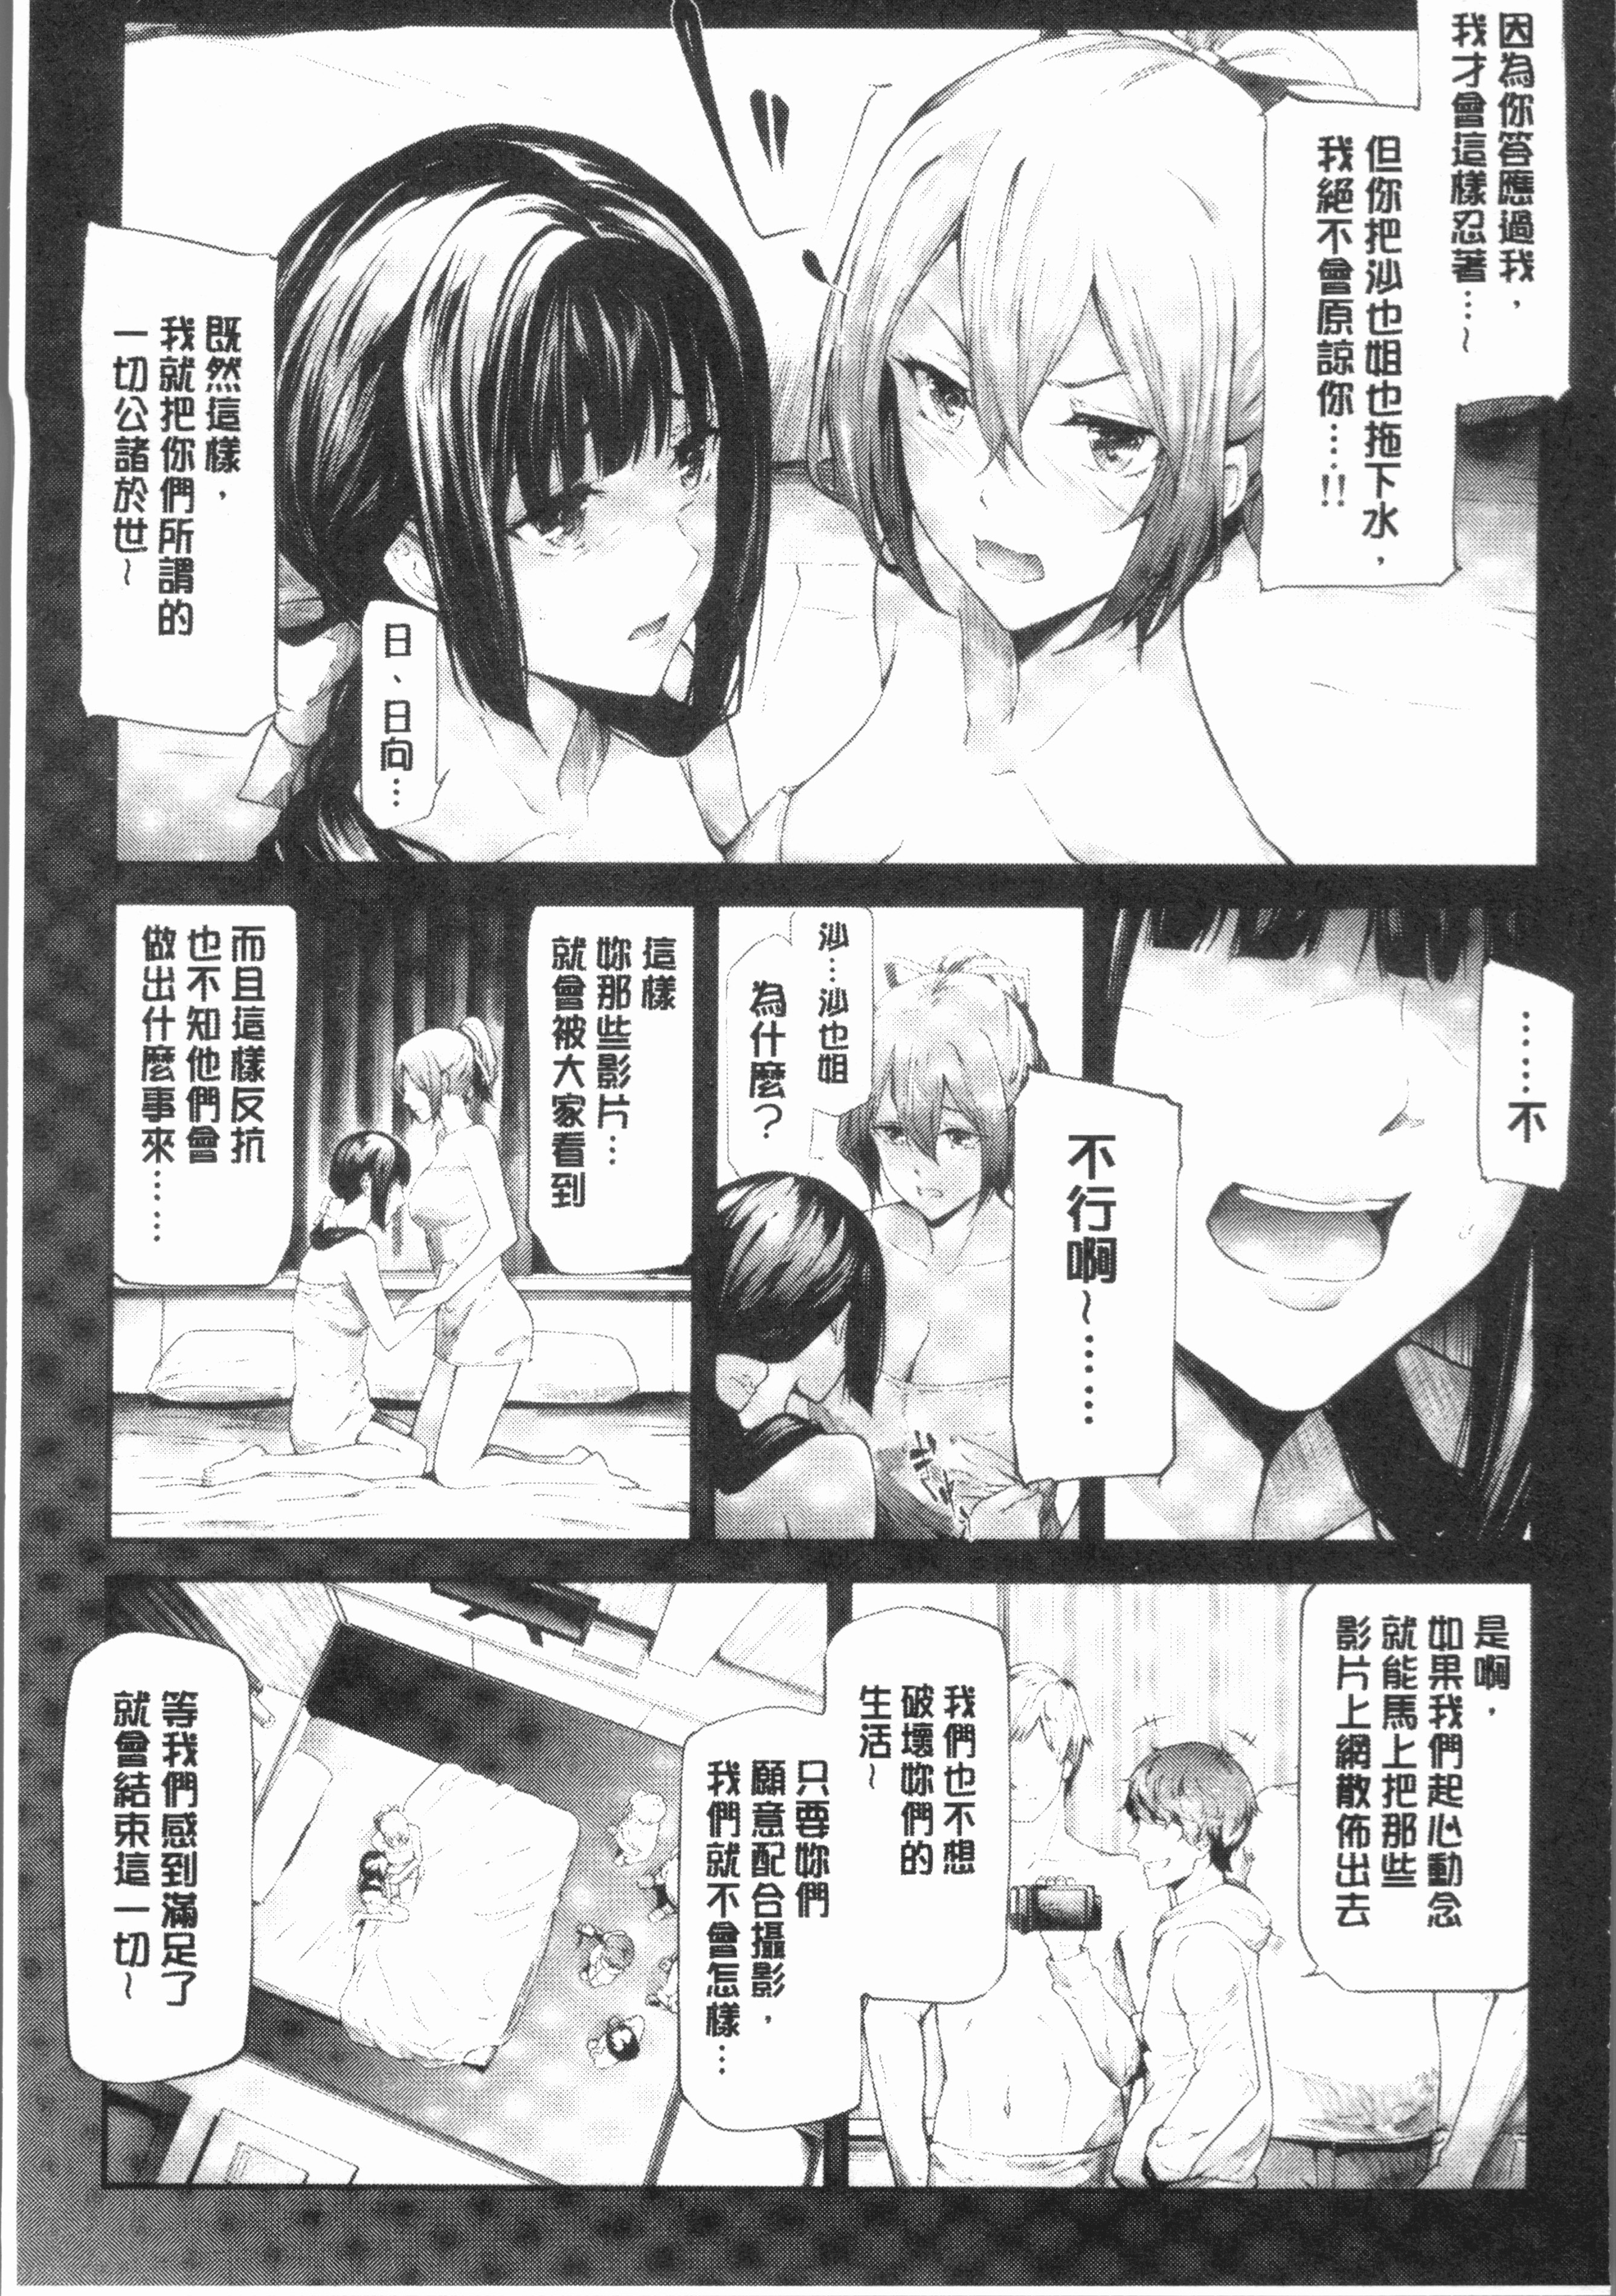 因為你答應過我，
我才會這樣忍著…～
但你把沙也姐也拖下水，
我絕不會原諒你…!!
既然這樣，
我就把你們所謂的
一切公諸於世～
日、日向…
……不
不行啊～……
沙…沙也姐
為什麼？
這樣
妳那些影片…
就會被大家看到
而且這樣反抗
也不知他們會
做出什麼事來……
是啊，
如果我們起心動念
就能馬上把那些
影片上網散佈出去
我們也不想
破壞妳們的
生活～
只要妳們
願意配合攝影，
我們就不會怎樣…
等我們感到滿足了
就會結束這一切～